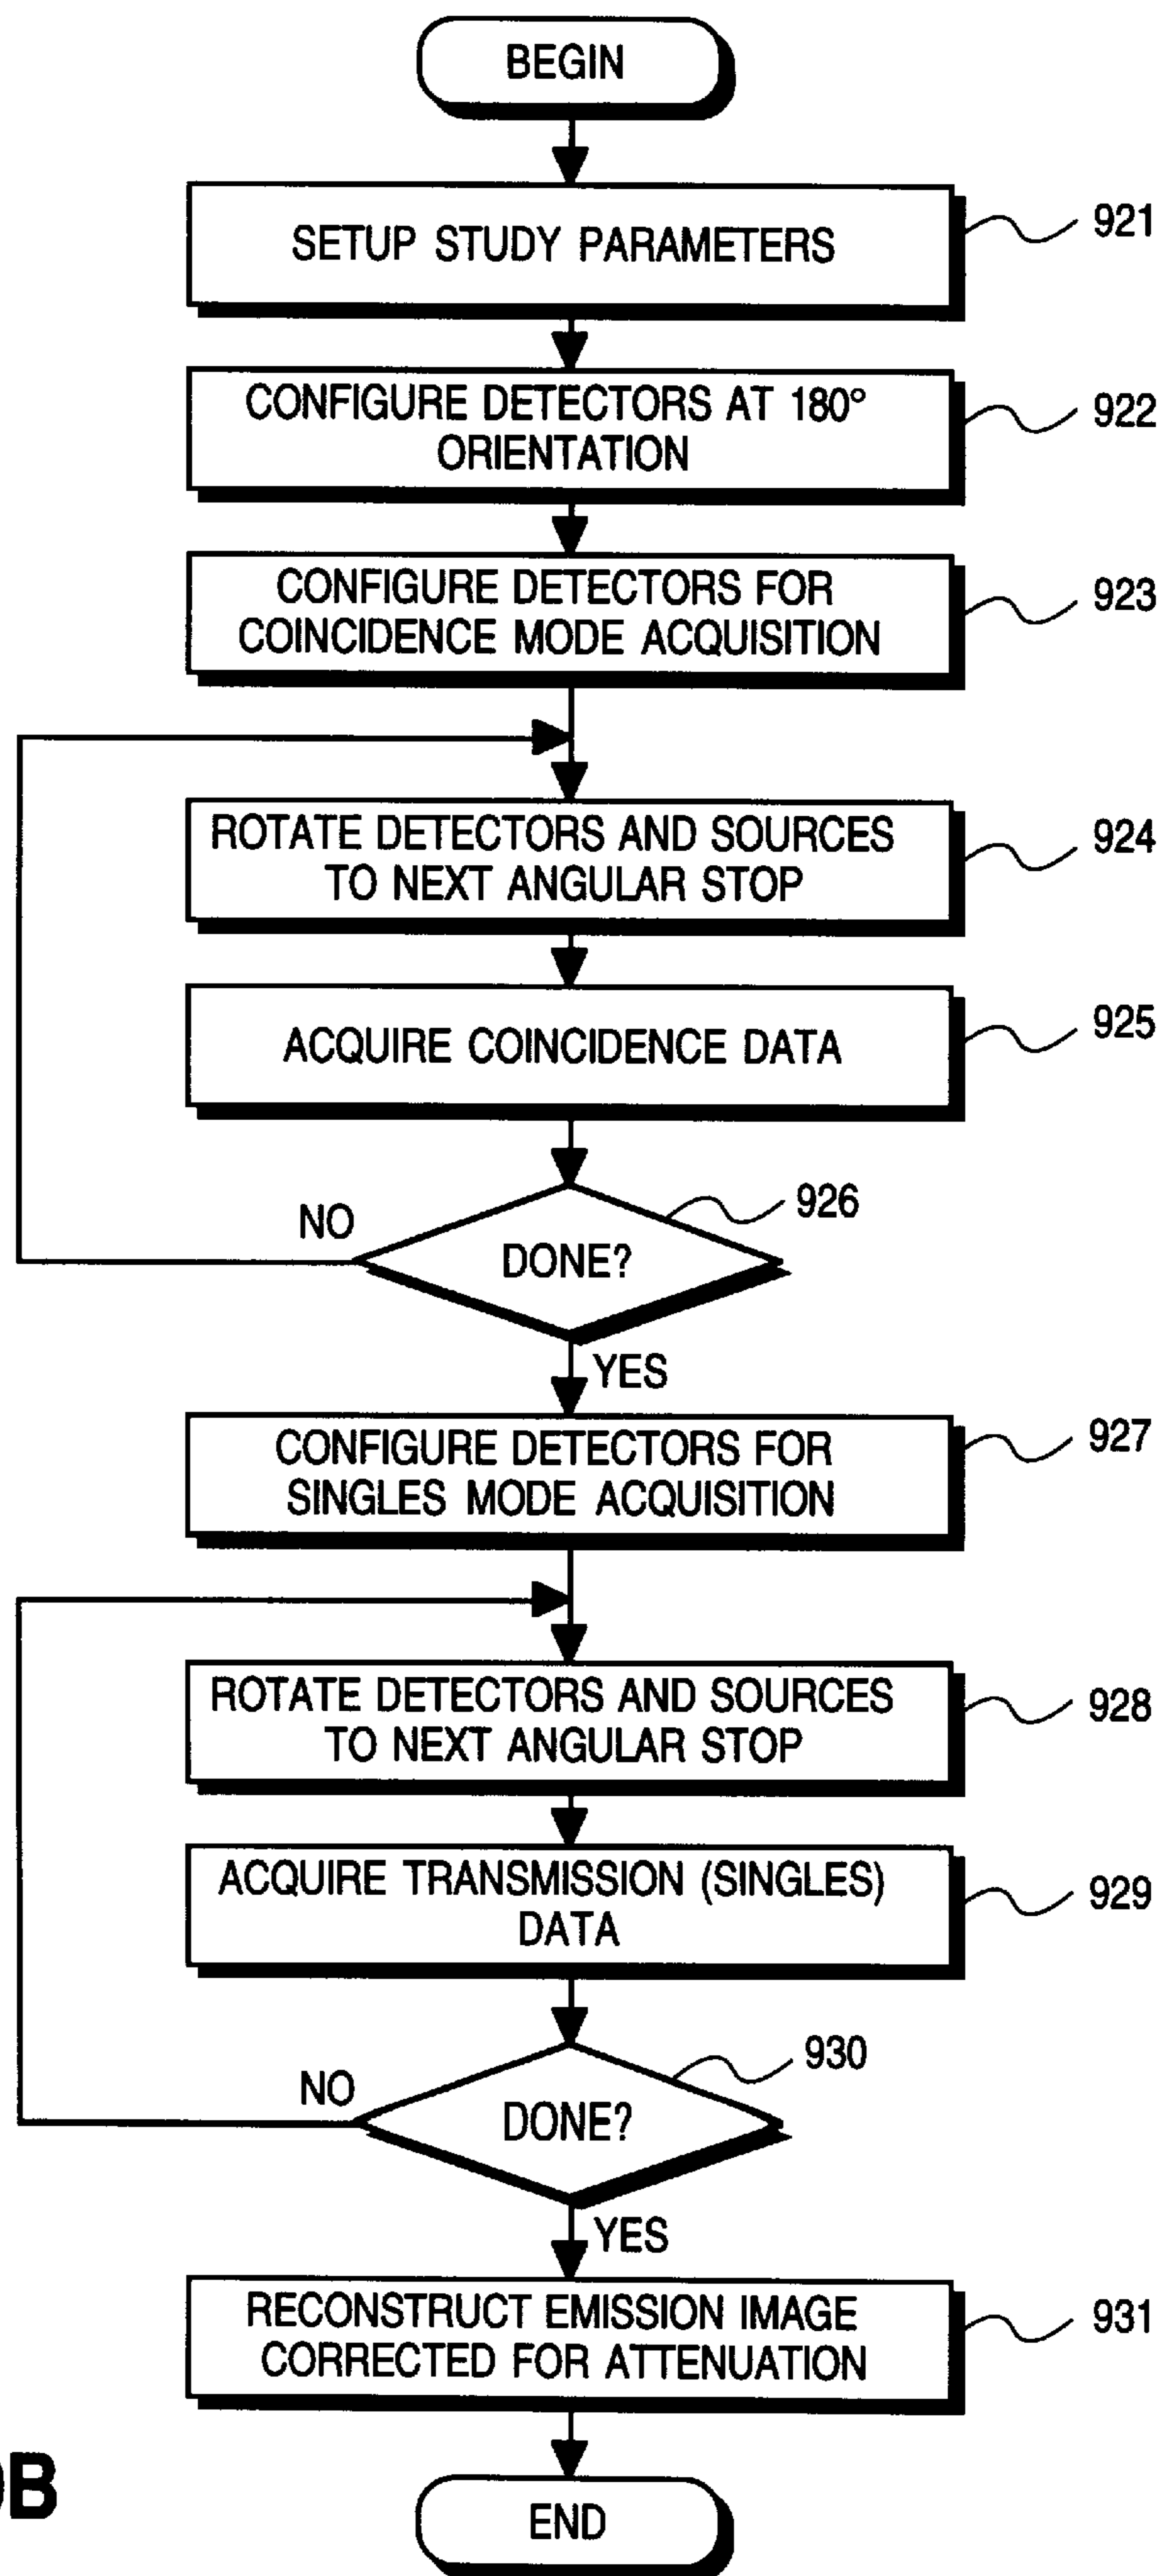 BEGIN
SETUP STUDY PARAMETERS
921
CONFIGURE DETECTORS AT 180°
ORIENTATION
922
CONFIGURE DETECTORS FOR
COINCIDENCE MODE ACQUISITION
923
ROTATE DETECTORS AND SOURCES
TO NEXT ANGULAR STOP
924
ACQUIRE COINCIDENCE DATA
925
926
NO
DONE?
YES
CONFIGURE DETECTORS FOR
SINGLES MODE ACQUISITION
927
ROTATE DETECTORS AND SOURCES
TO NEXT ANGULAR STOP
928
ACQUIRE TRANSMISSION (SINGLES)
DATA
929
930
NO
DONE?
YES
RECONSTRUCT EMISSION IMAGE
CORRECTED FOR ATTENUATION
931
END